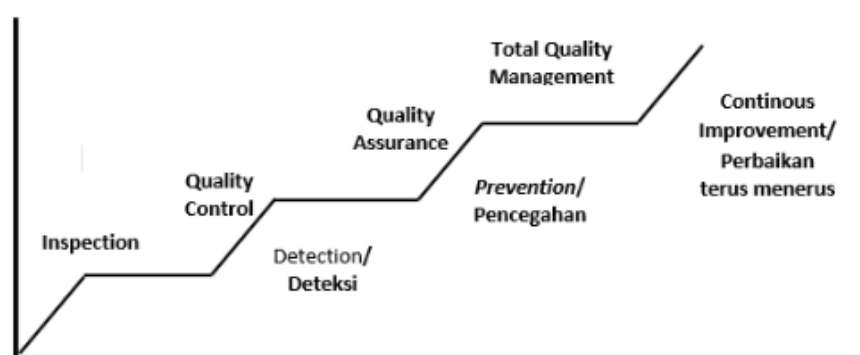 Total Quality
Management
Continous
Improvement/
Perbaikan
terus menerus
Quality
Assurance
Prevention/
Pencegahan
Quality
Control
Detection/
Deteksi
Inspection